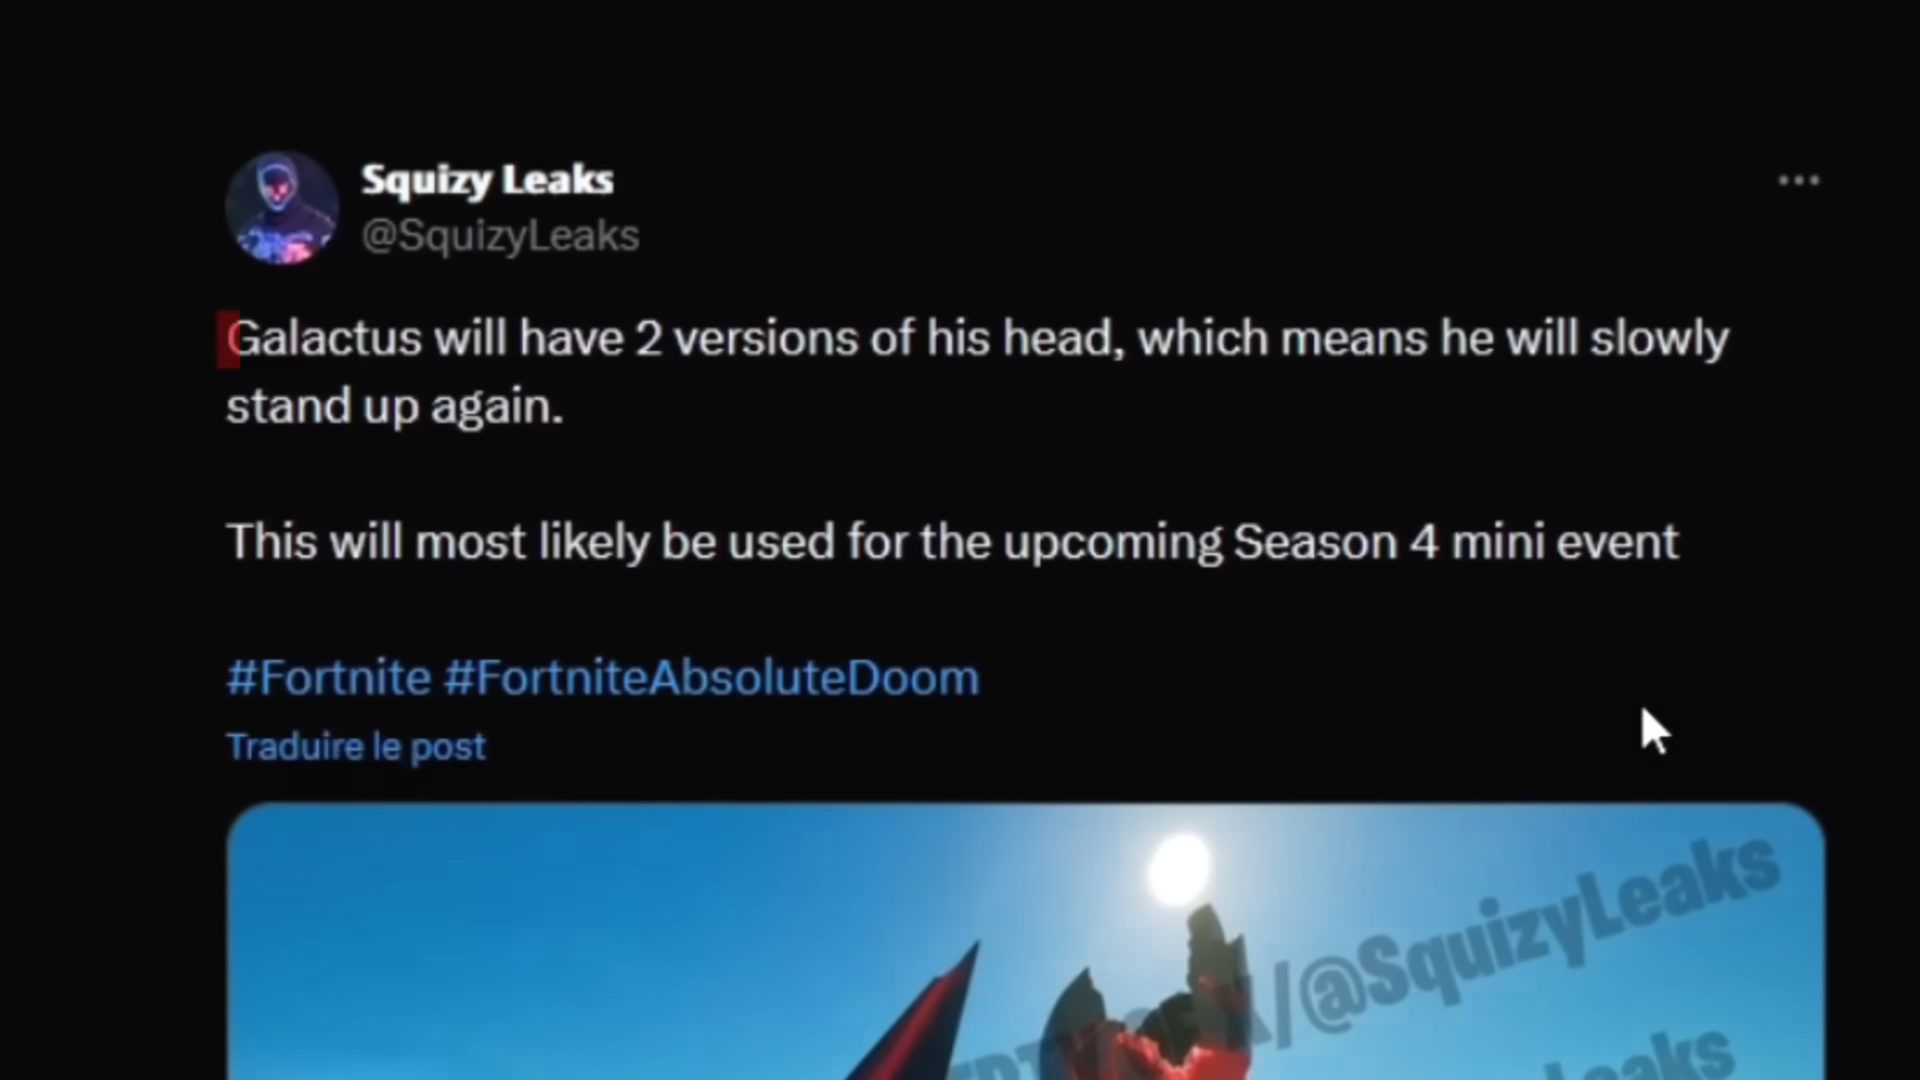 Squizy Leaks
@SquizyLeaks
Galactus will have 2 versions of his head, which means he will slowly
stand up again.
This will most likely be used for the upcoming Season 4 mini event
#Fortnite #FortniteAbsoluteDoom
Traduire le post
/@SquizyLeaks